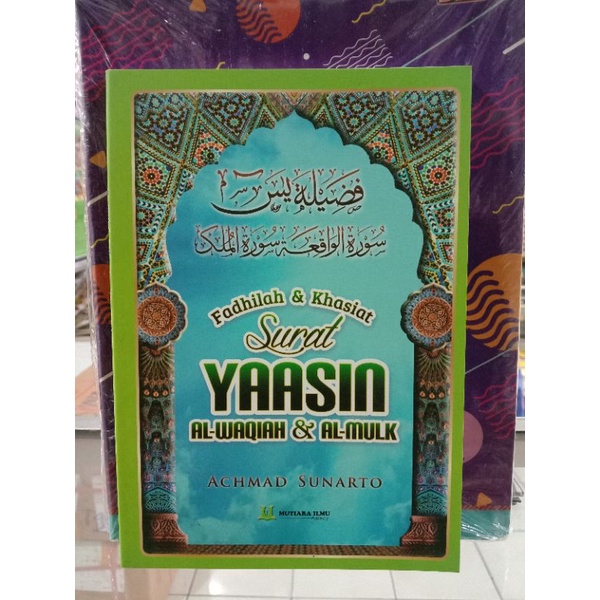 فضيلة يس
سورة الواقعة سورة الملك
Fadhilah & Khasiat
Surat
YAASIN
AL-WAQIAH & AL-MULK
ACHMAD SUNARTO
MUTIARA ILMU